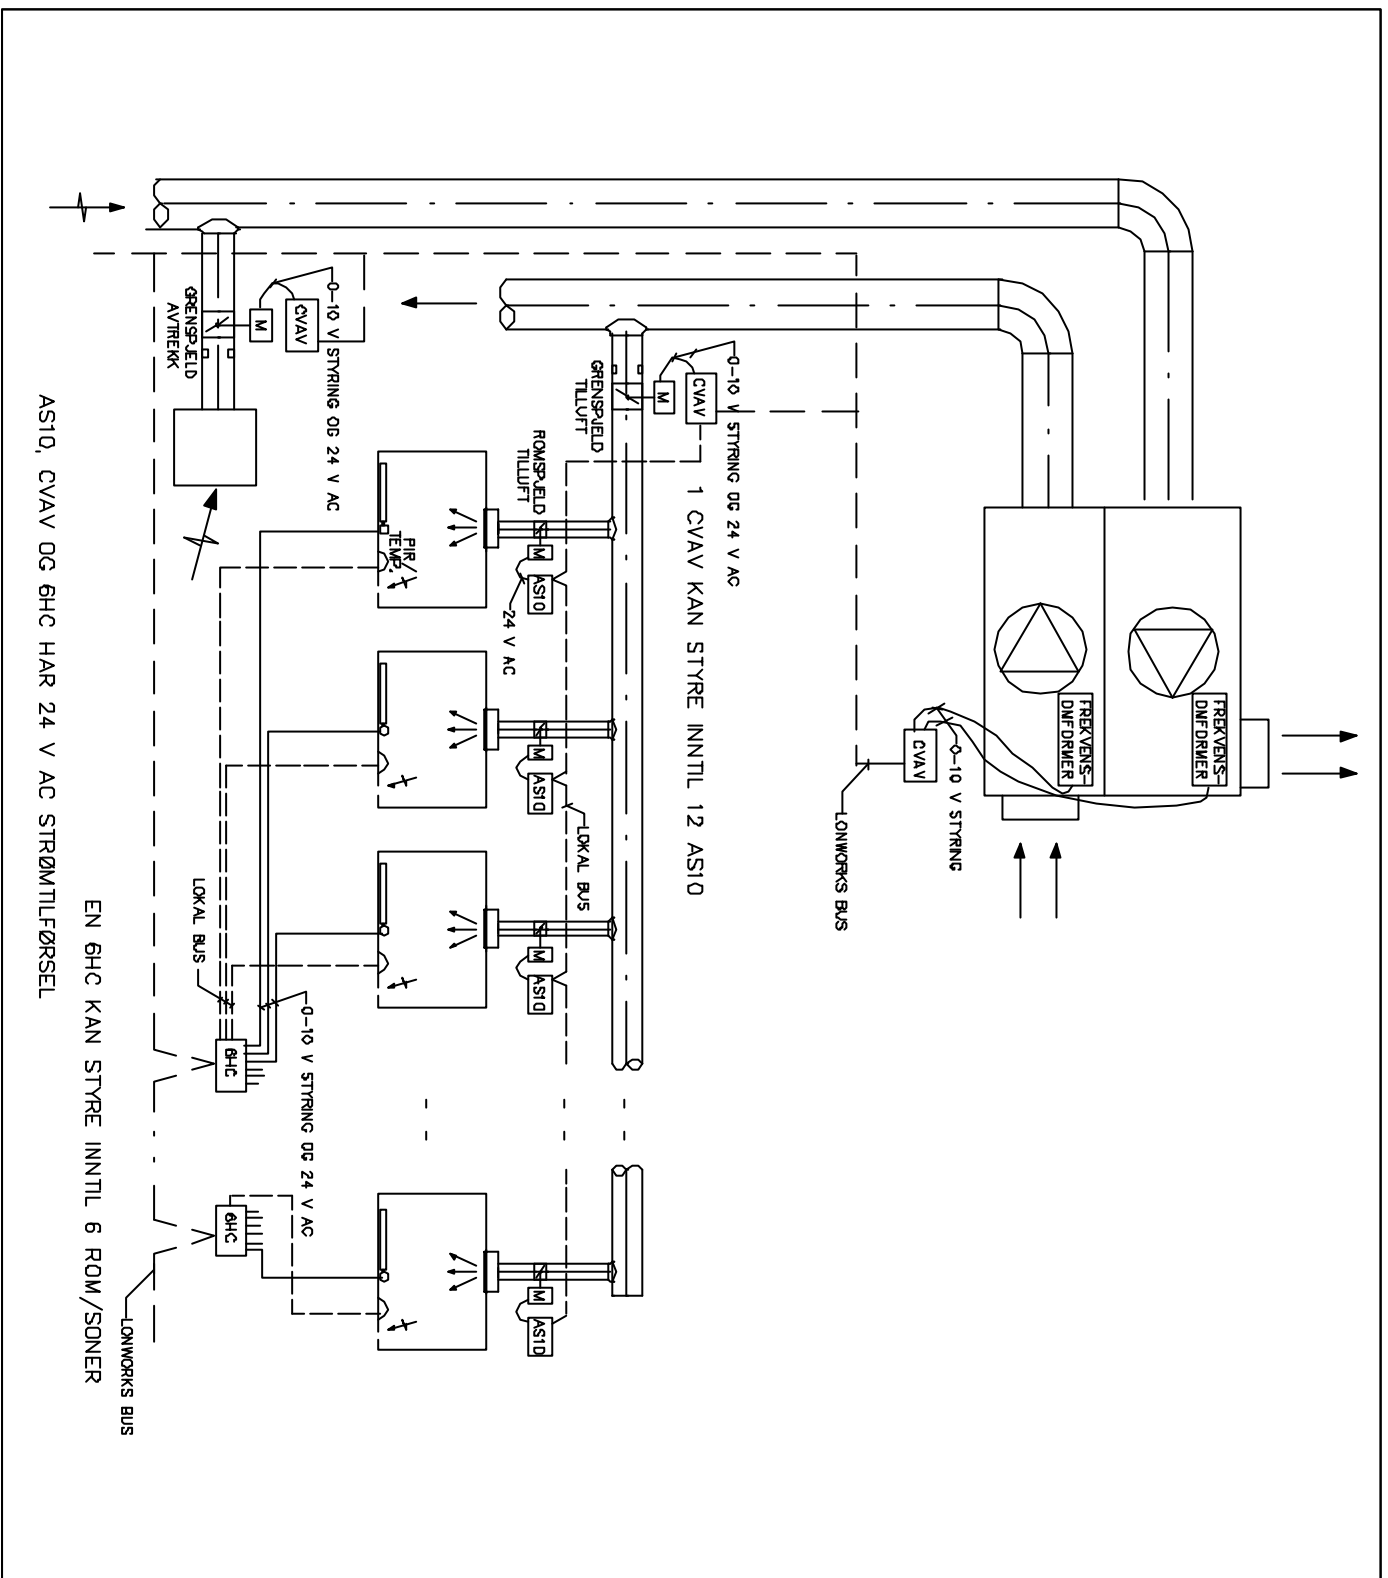 FREKVENS-
OMFORMER
FREKVENS-
OMFORMER
0-10 V STYRING
CVAV
LONWORKS BUS
0-10 V STYRING OG 24 V AC
CVAV
M
1 CVAV KAN STYRE INNTIL 12 AS10
GRENSPJELD
TILLUFT
LOKAL BUS
ROMSPJELD
TILLUFT
M
AS10
24 V AC
M
AS10
M
AS10
M
AS10
PIR/
TEMP.
0-10 V STYRING OG 24 V AC
CVAV
M
GRENSPJELD
AVTREKK
0-10 V STYRING OG 24 V AC
LOKAL BUS
6HC
6HC
LONWORKS BUS
EN 6HC KAN STYRE INNTIL 6 ROM/SONER
AS10, CVAV OG 6HC HAR 24 V AC STRØMTILFØRSEL